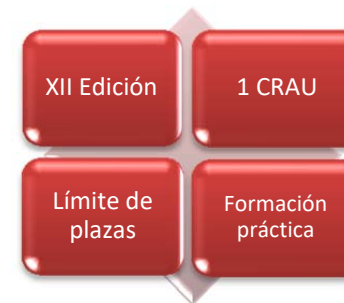 XII Edición
1 CRAU
Límite de
plazas
Formación
práctica